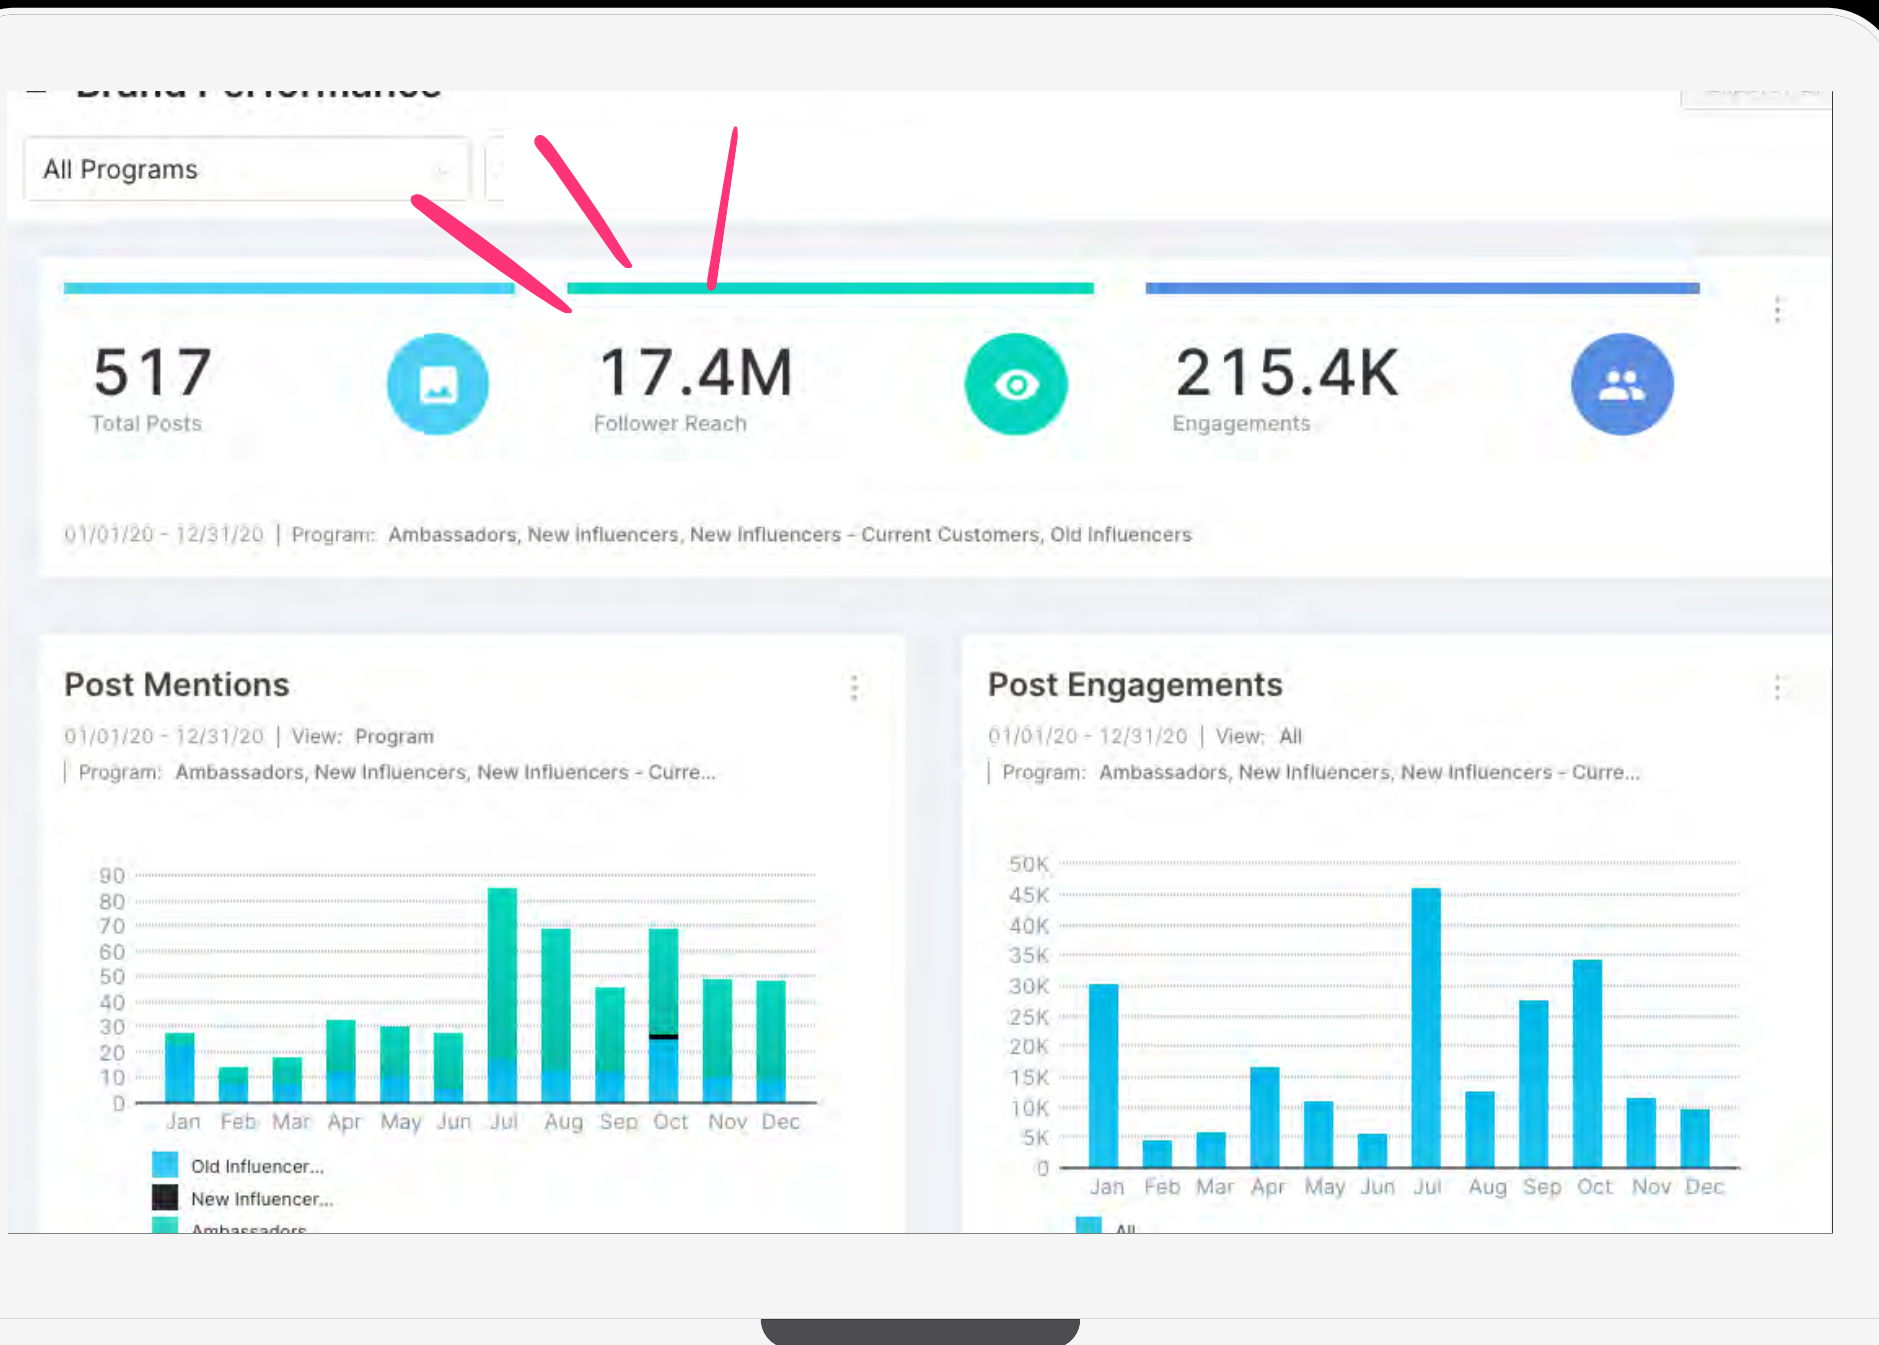 Brand Performance
All Programs
517
Total Posts
17.4M
Follower Reach
215.4K
Engagements
01/01/20 - 12/31/20 | Program: Ambassadors, New Influencers, New Influencers - Current Customers, Old Influencers
Post Mentions
01/01/20 - 12/31/20 | View: Program
| Program: Ambassadors, New Influencers, New Influencers - Curre...
90
80
70
60
50
40
30
20
10
0
Jan Feb Mar Apr May Jun Jul Aug Sep Oct Nov Dec
Old Influencer...
New Influencer...
Ambassadors
Post Engagements
01/01/20 - 12/31/20 | View: All
| Program: Ambassadors, New Influencers, New Influencers - Curre...
50K
45K
40K
35K
30K
25K
20K
15K
10K
5K
0
Jan Feb Mar Apr May Jun Jul Aug Sep Oct Nov Dec
All